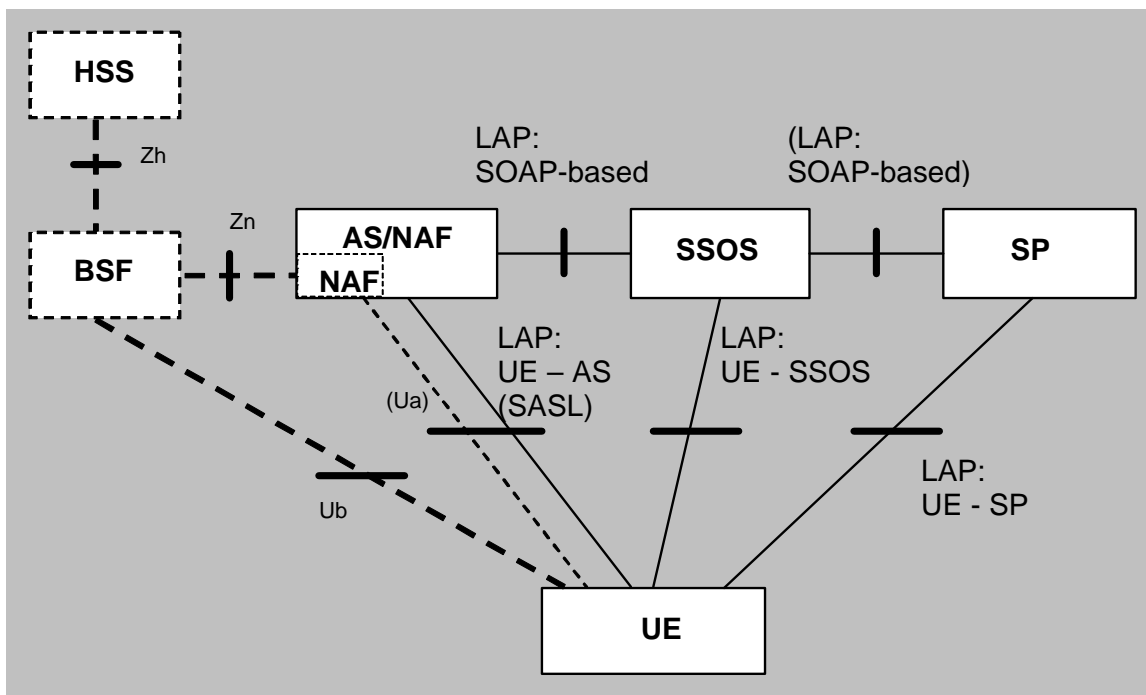 HSS
Zh
LAP:
SOAP-based
(LAP:
SOAP-based)
Zn
BSF
AS/NAF
NAF
SSOS
SP
LAP:
UE – AS
(SASL)
LAP:
UE - SSOS
(Ua)
Ub
LAP:
UE - SP
UE